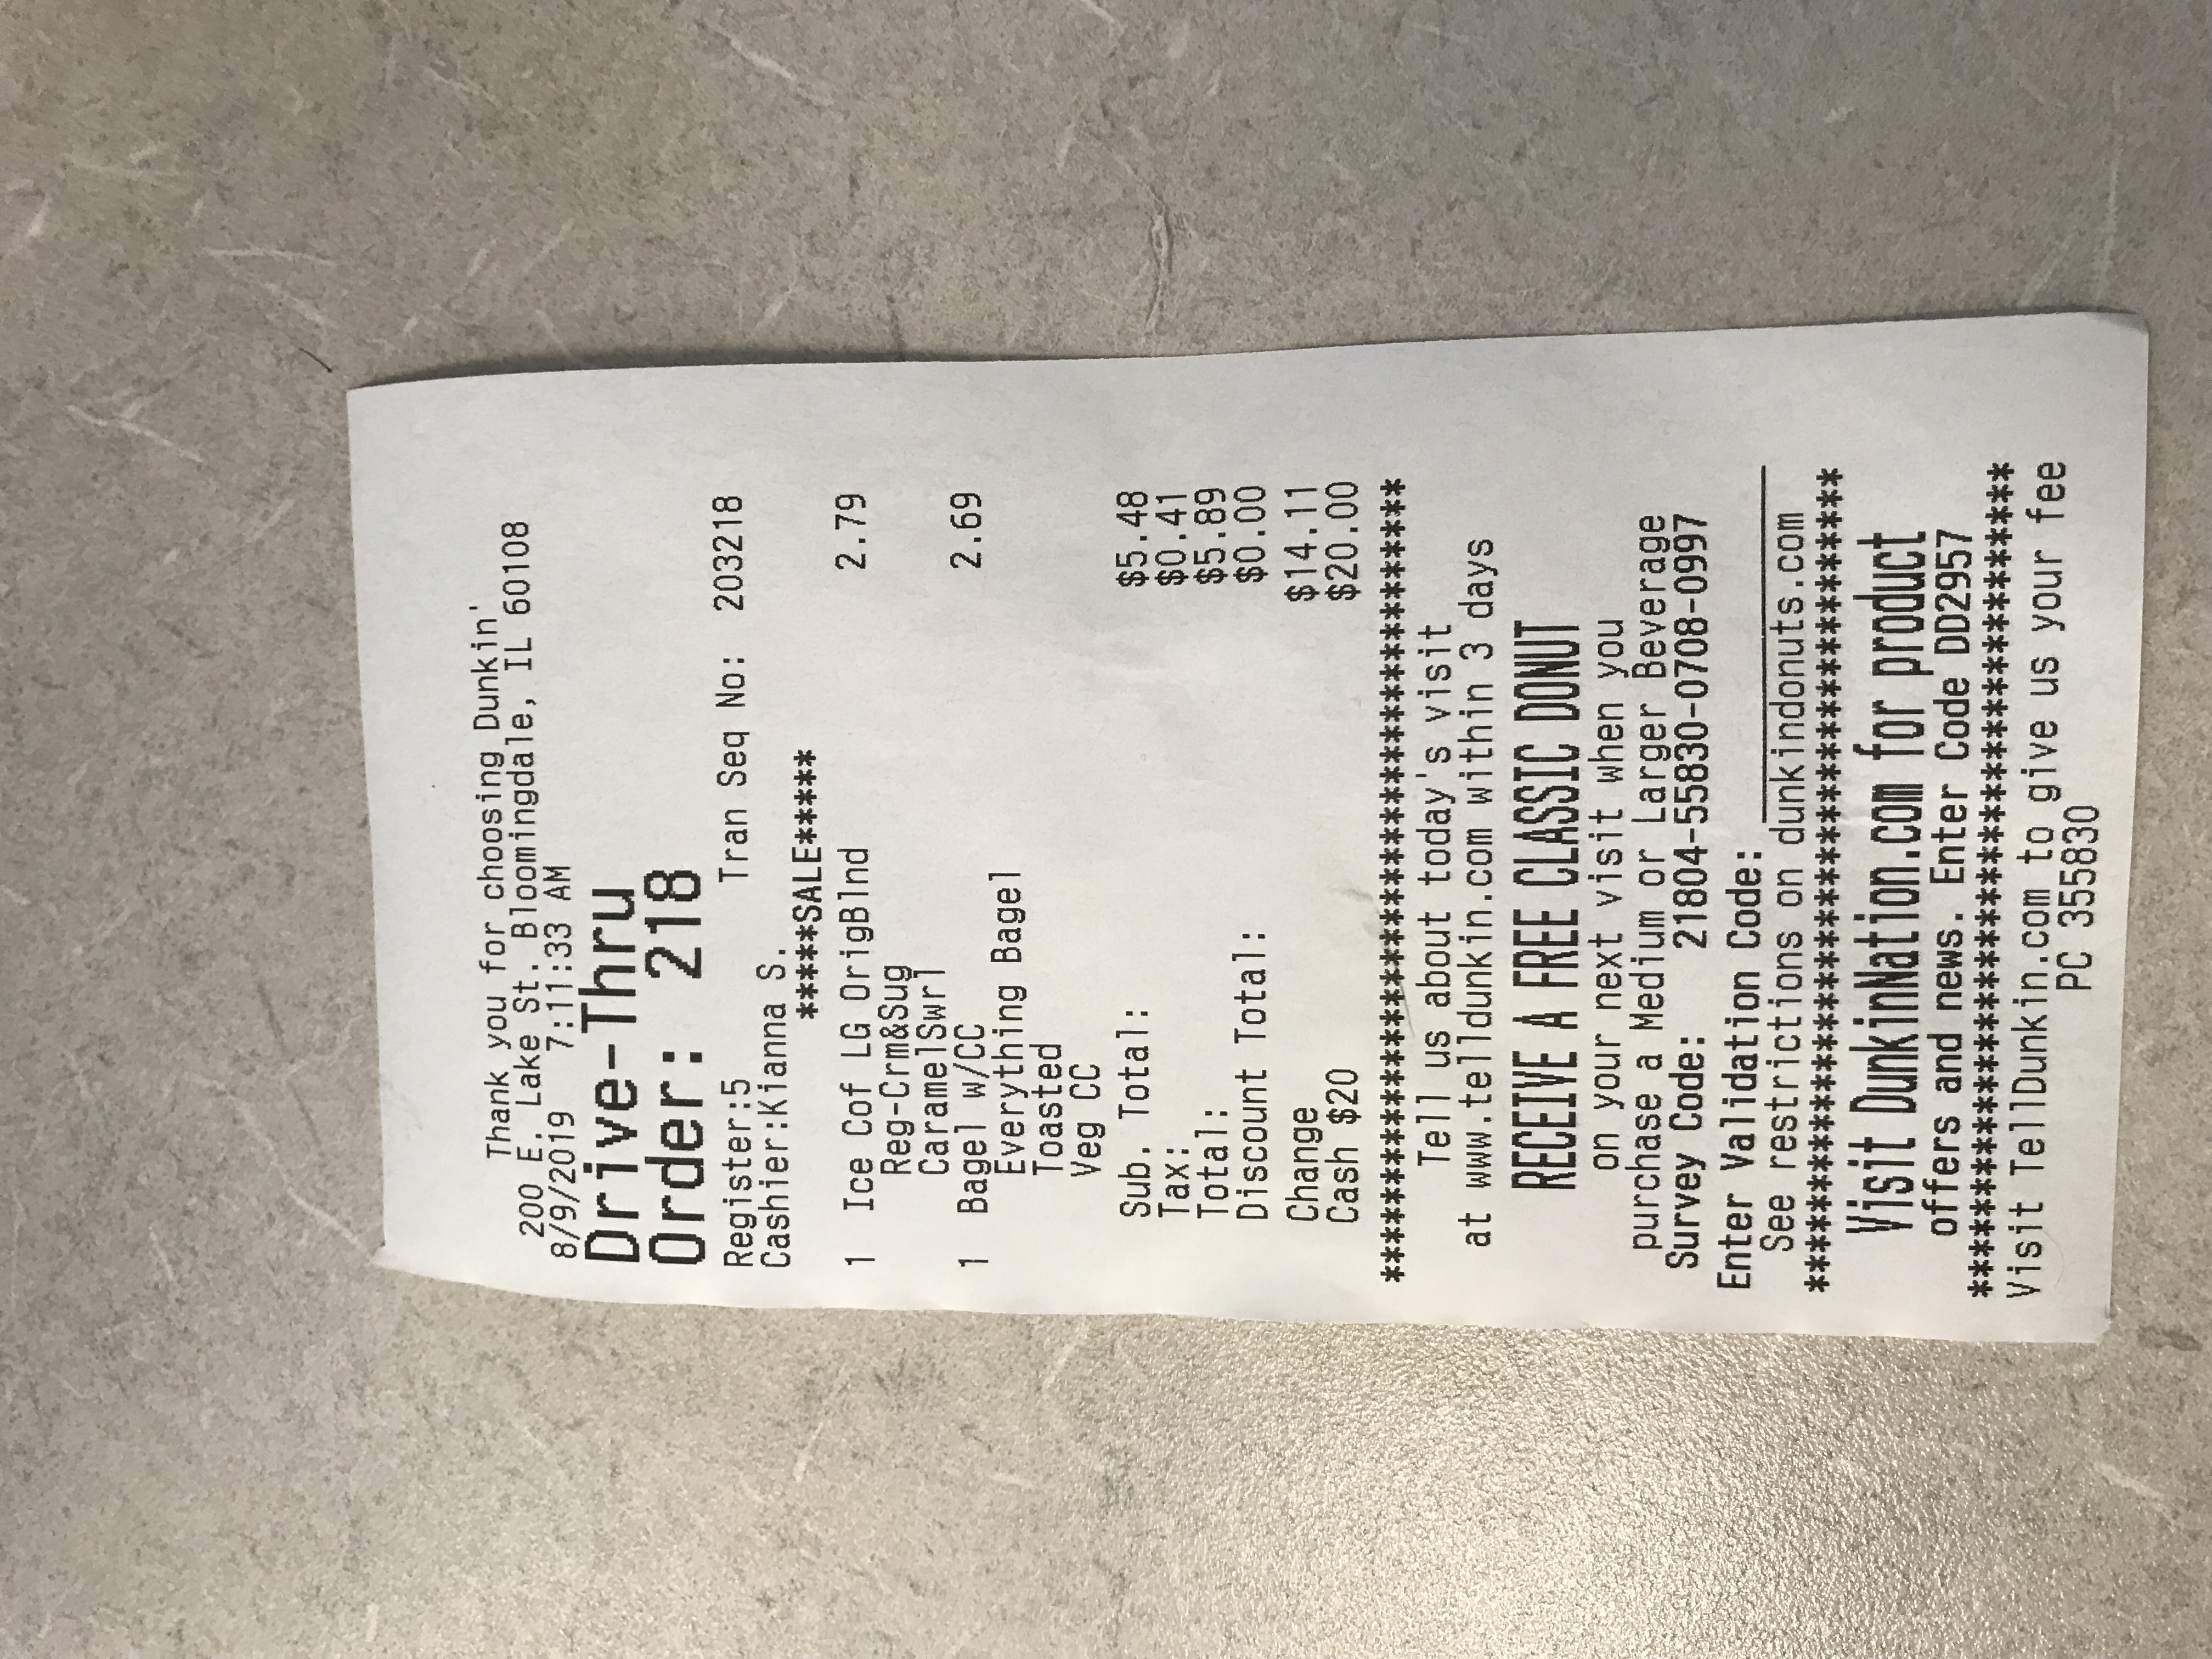 Thank you for choosing Dunkin'
200 E. Lake St. Bloomingdale, IL 60108
8/9/2019 7:11:33 AM
Drive-Thru
Order: 218
Register:5 Tran Seq No: 203218
Cashier:Kianna S.
*****SALE*****
1 Ice Cof LG OrigBlnd 2.79
Reg-Crm&Sug
CaramelSwrl
1 Bagel w/CC 2.69
Everything Bagel
Toasted
Veg CC
Sub. Total: $5.48
Tax: $0.41
Total: $5.89
Discount Total: $0.00
Change $14.11
Cash $20 $20.00
****************************************
Tell us about today's visit
at www.telldunkin.com within 3 days
RECEIVE A FREE CLASSIC DONUT
on your next visit when you
purchase a Medium or Larger Beverage
Survey Code: 21804-55830-0708-0997
Enter Validation Code: ________________
See restrictions on dunkindonuts.com
****************************************
Visit DunkinNation.com for product
offers and news. Enter Code DD2957
****************************************
Visit TellDunkin.com to give us your fee
PC 355830